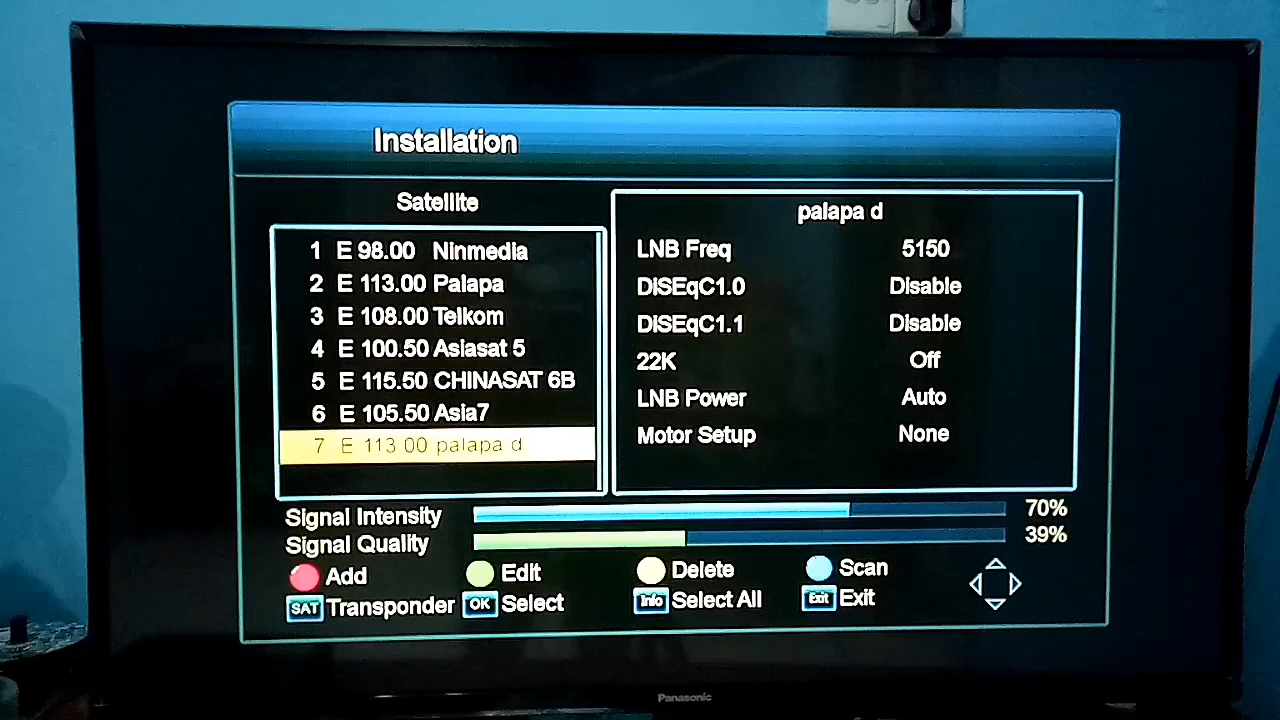 Installation
Satellite
1 E 98.00 Ninmedia
2 E 113.00 Palapa
3 E 108.00 Telkom
4 E 100.50 Asiasat 5
5 E 115.50 CHINASAT 6B
6 E 105.50 Asia7
7 E 113 00 palapa d
palapa d
LNB Freq 5150
DiSEqC1.0 Disable
DiSEqC1.1 Disable
22K Off
LNB Power Auto
Motor Setup None
Signal Intensity 70%
Signal Quality 39%
Add Edit Delete Scan
SAT Transponder OK Select Info Select All Exit Exit
Panasonic